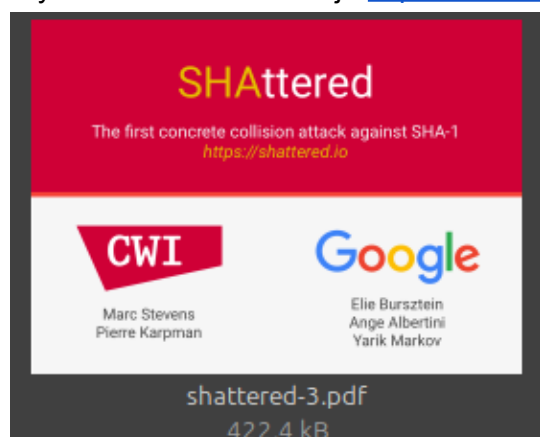 SHAttered
The first concrete collision attack against SHA-1
https://shattered.io
CWI
Google
Marc Stevens
Pierre Karpman
Elie Bursztein
Ange Albertini
Yarik Markov
shattered-3.pdf
422.4 kB